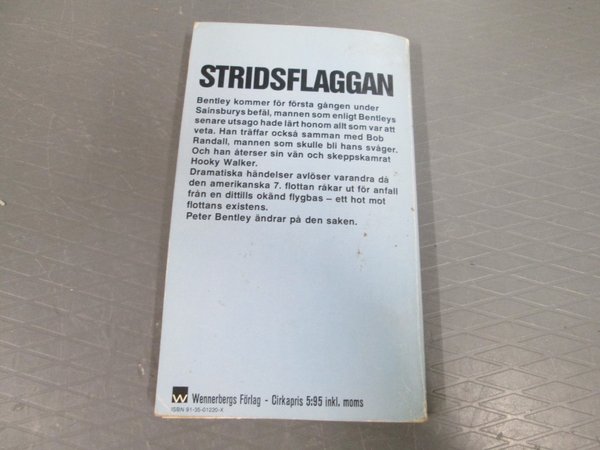 STRIDSFLAGGAN
Bentley kommer för första gången under
Sainsburys befäl, mannen som enligt Bentleys
senare utsago hade lärt honom allt som var att
veta. Han träffar också samman med Bob
Randall, mannen som skulle bli hans svåger.
Och han återser sin vän och skeppskamrat
Hooky Walker.
Dramatiska händelser avlöser varandra då
den amerikanska 7. flottan råkar ut för anfall
från en dittills okänd flygbas – ett hot mot
flottans existens.
Peter Bentley ändrar på den saken.
W Wennerbergs Förlag - Cirkapris 5:95 inkl. moms
ISBN 91-35-01220-X